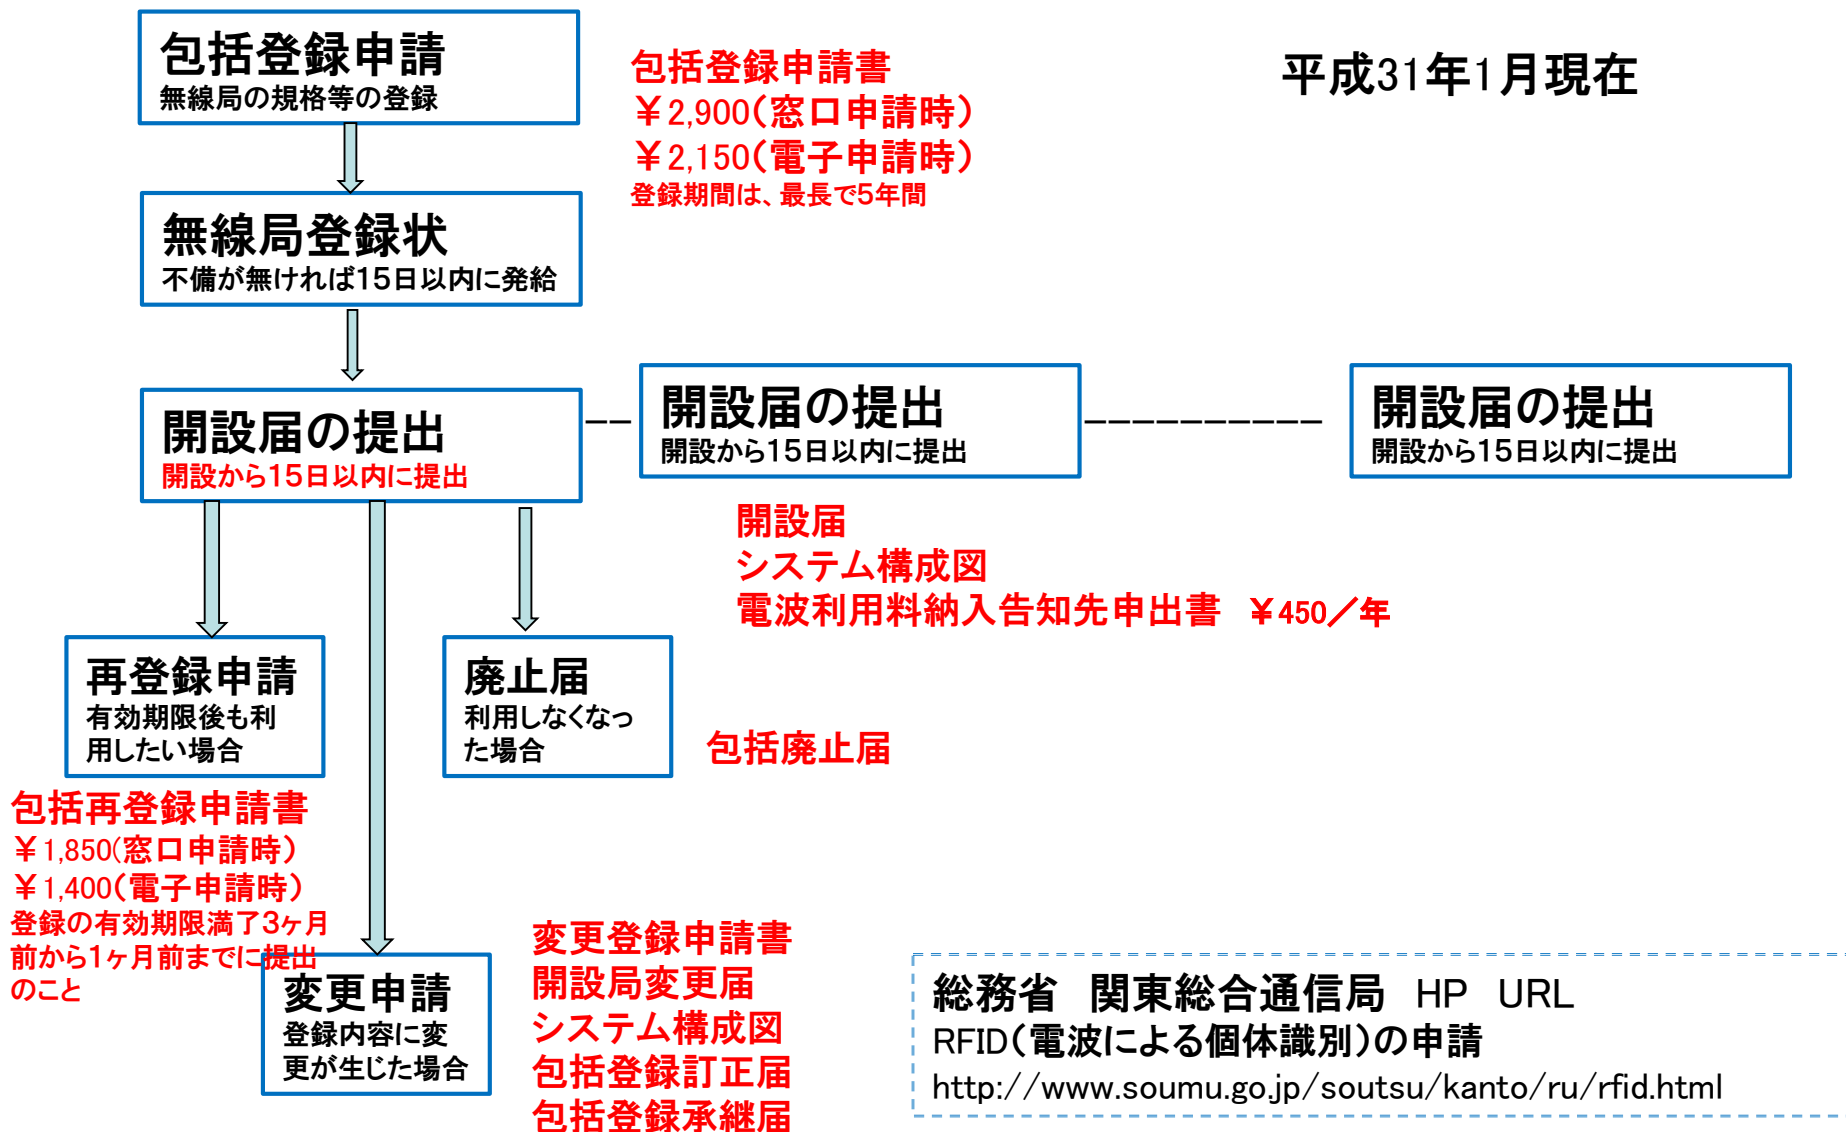 包括登録申請
無線局の規格等の登録
包括登録申請書
￥2,900(窓口申請時)
￥2,150(電子申請時)
登録期間は、最長で5年間
平成31年1月現在
無線局登録状
不備が無ければ15日以内に発給
開設届の提出
開設から15日以内に提出
開設届の提出
開設から15日以内に提出
開設届の提出
開設から15日以内に提出
開設届
システム構成図
電波利用料納入告知先申出書　￥450／年
再登録申請
有効期限後も利
用したい場合
廃止届
利用しなくなっ
た場合
包括廃止届
包括再登録申請書
￥1,850(窓口申請時)
￥1,400(電子申請時)
登録の有効期限満了3ヶ月
前から1ヶ月前までに提出
のこと
変更申請
登録内容に変
更が生じた場合
変更登録申請書
開設局変更届
システム構成図
包括登録訂正届
包括登録承継届
総務省　関東総合通信局　HP　URL
RFID(電波による個体識別)の申請
http://www.soumu.go.jp/soutsu/kanto/ru/rfid.html